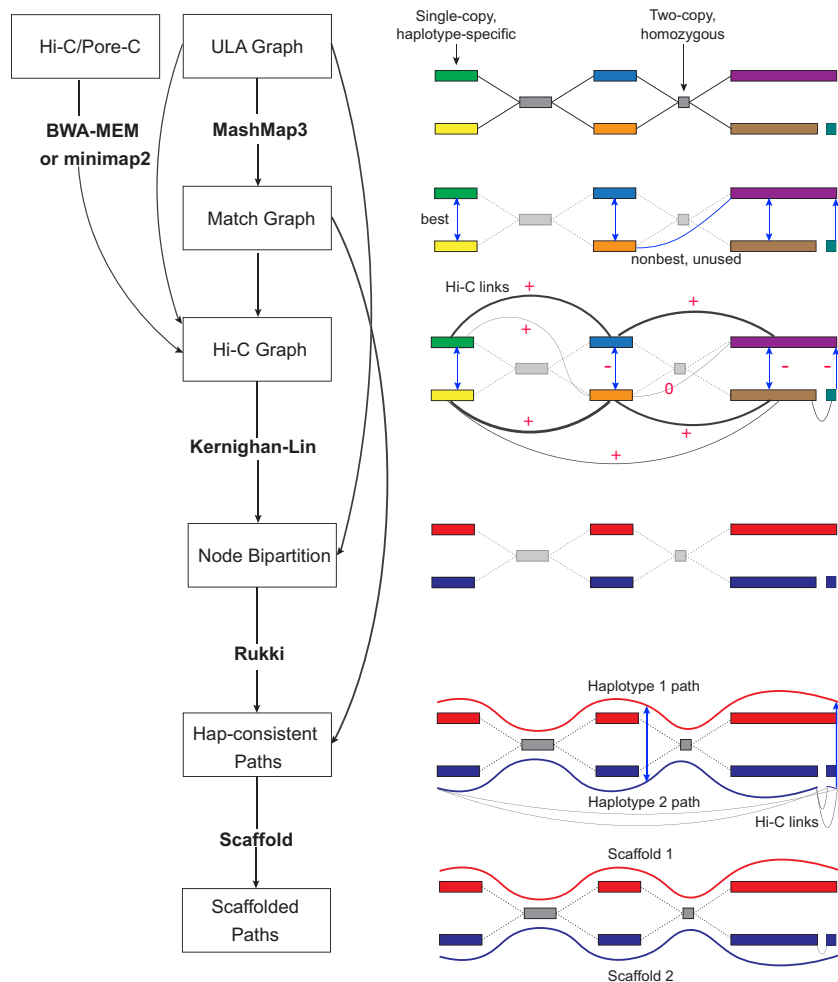 Hi-C/Pore-C
ULA Graph
BWA-MEM
or minimap2
MashMap3
Match Graph
Hi-C Graph
Kernighan-Lin
Node Bipartition
Rukki
Hap-consistent
Paths
Scaffold
Scaffolded
Paths
Single-copy,
haplotype-specific
Two-copy,
homozygous
best
nonbest, unused
Hi-C links
+
+
+
-
-
-
0
+
+
+
Haplotype 1 path
Haplotype 2 path
Hi-C links
Scaffold 1
Scaffold 2